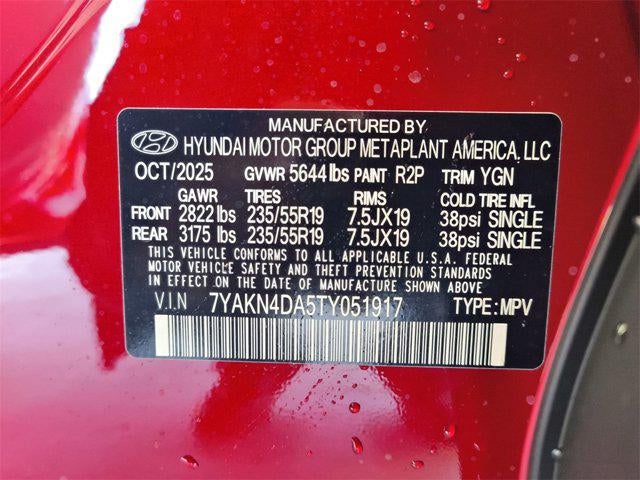 MANUFACTURED BY
HYUNDAI MOTOR GROUP METAPLANT AMERICA, LLC
OCT/2025 GVWR 5644 lbs PAINT R2P TRIM YGN
GAWR TIRES RIMS COLD TIRE INFL
FRONT 2822 lbs 235/55R19 7.5JX19 38psi SINGLE
REAR 3175 lbs 235/55R19 7.5JX19 38psi SINGLE
THIS VEHICLE CONFORMS TO ALL APPLICABLE U.S.A. FEDERAL
MOTOR VEHICLE SAFETY AND THEFT PREVENTION STANDARDS
IN EFFECT ON THE DATE OF MANUFACTURE SHOWN ABOVE
V.I.N 7YAKN4DA5TY051917 TYPE: MPV